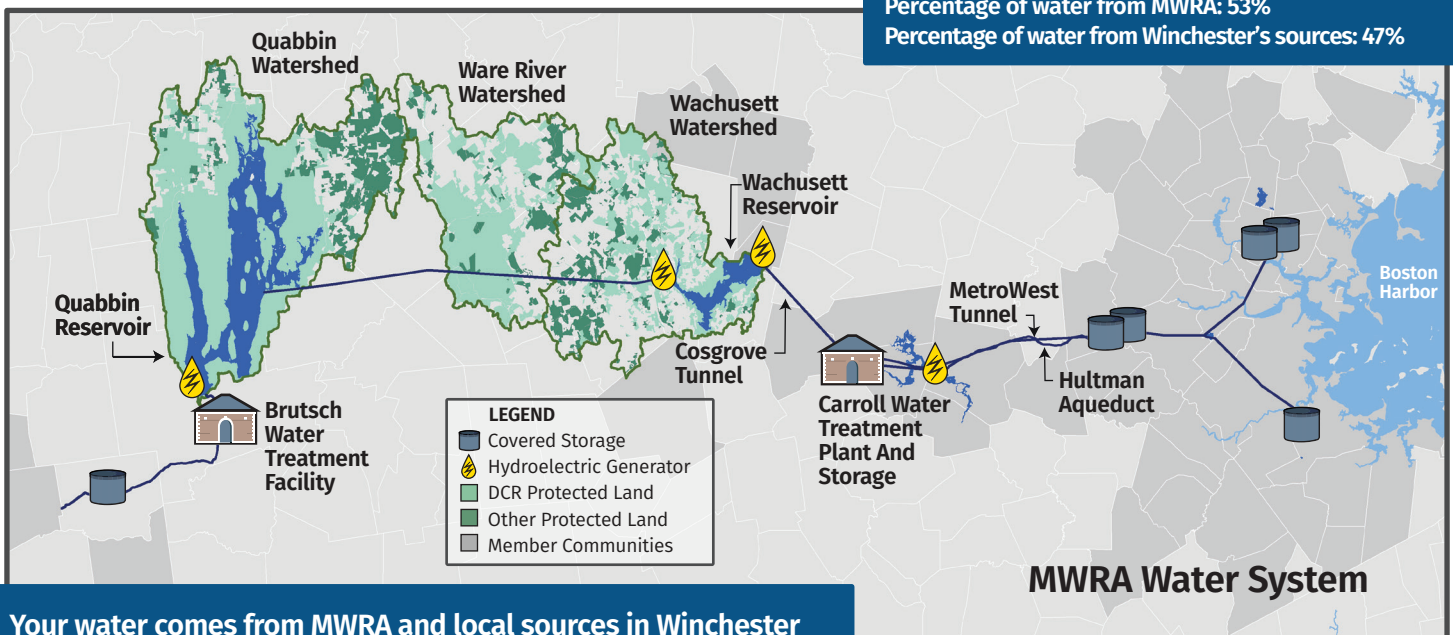 Percentage of water from MWRA: 53%
Percentage of water from Winchester's sources: 47%
Quabbin
Watershed
Ware River
Watershed
Wachusett
Watershed
Wachusett
Reservoir
Quabbin
Reservoir
Boston
Harbor
MetroWest
Tunnel
Cosgrove
Tunnel
Hultman
Aqueduct
Brutsch
Water
Treatment
Facility
Carroll Water
Treatment
Plant And
Storage
LEGEND
Covered Storage
Hydroelectric Generator
DCR Protected Land
Other Protected Land
Member Communities
MWRA Water System
Your water comes from MWRA and local sources in Winchester